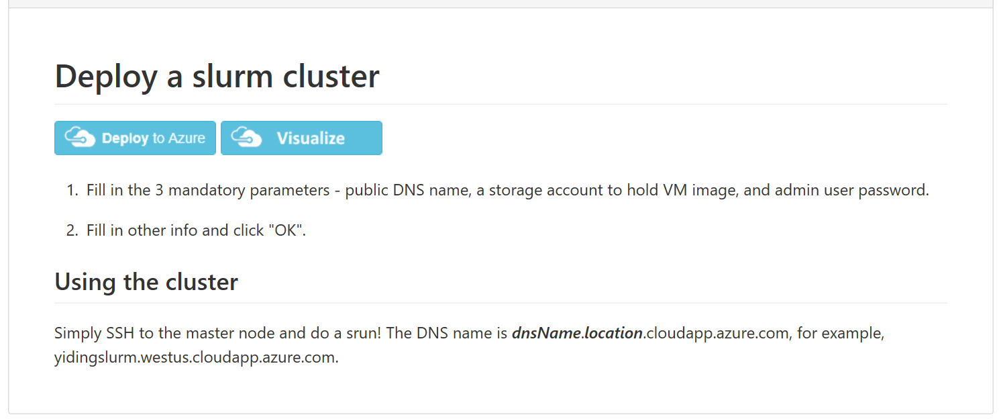 Deploy a slurm cluster
Deploy to Azure Visualize
1. Fill in the 3 mandatory parameters - public DNS name, a storage account to hold VM image, and admin user password.
2. Fill in other info and click "OK".
Using the cluster
Simply SSH to the master node and do a srun! The DNS name is dnsName.location.cloudapp.azure.com, for example,
yidingslurm.westus.cloudapp.azure.com.